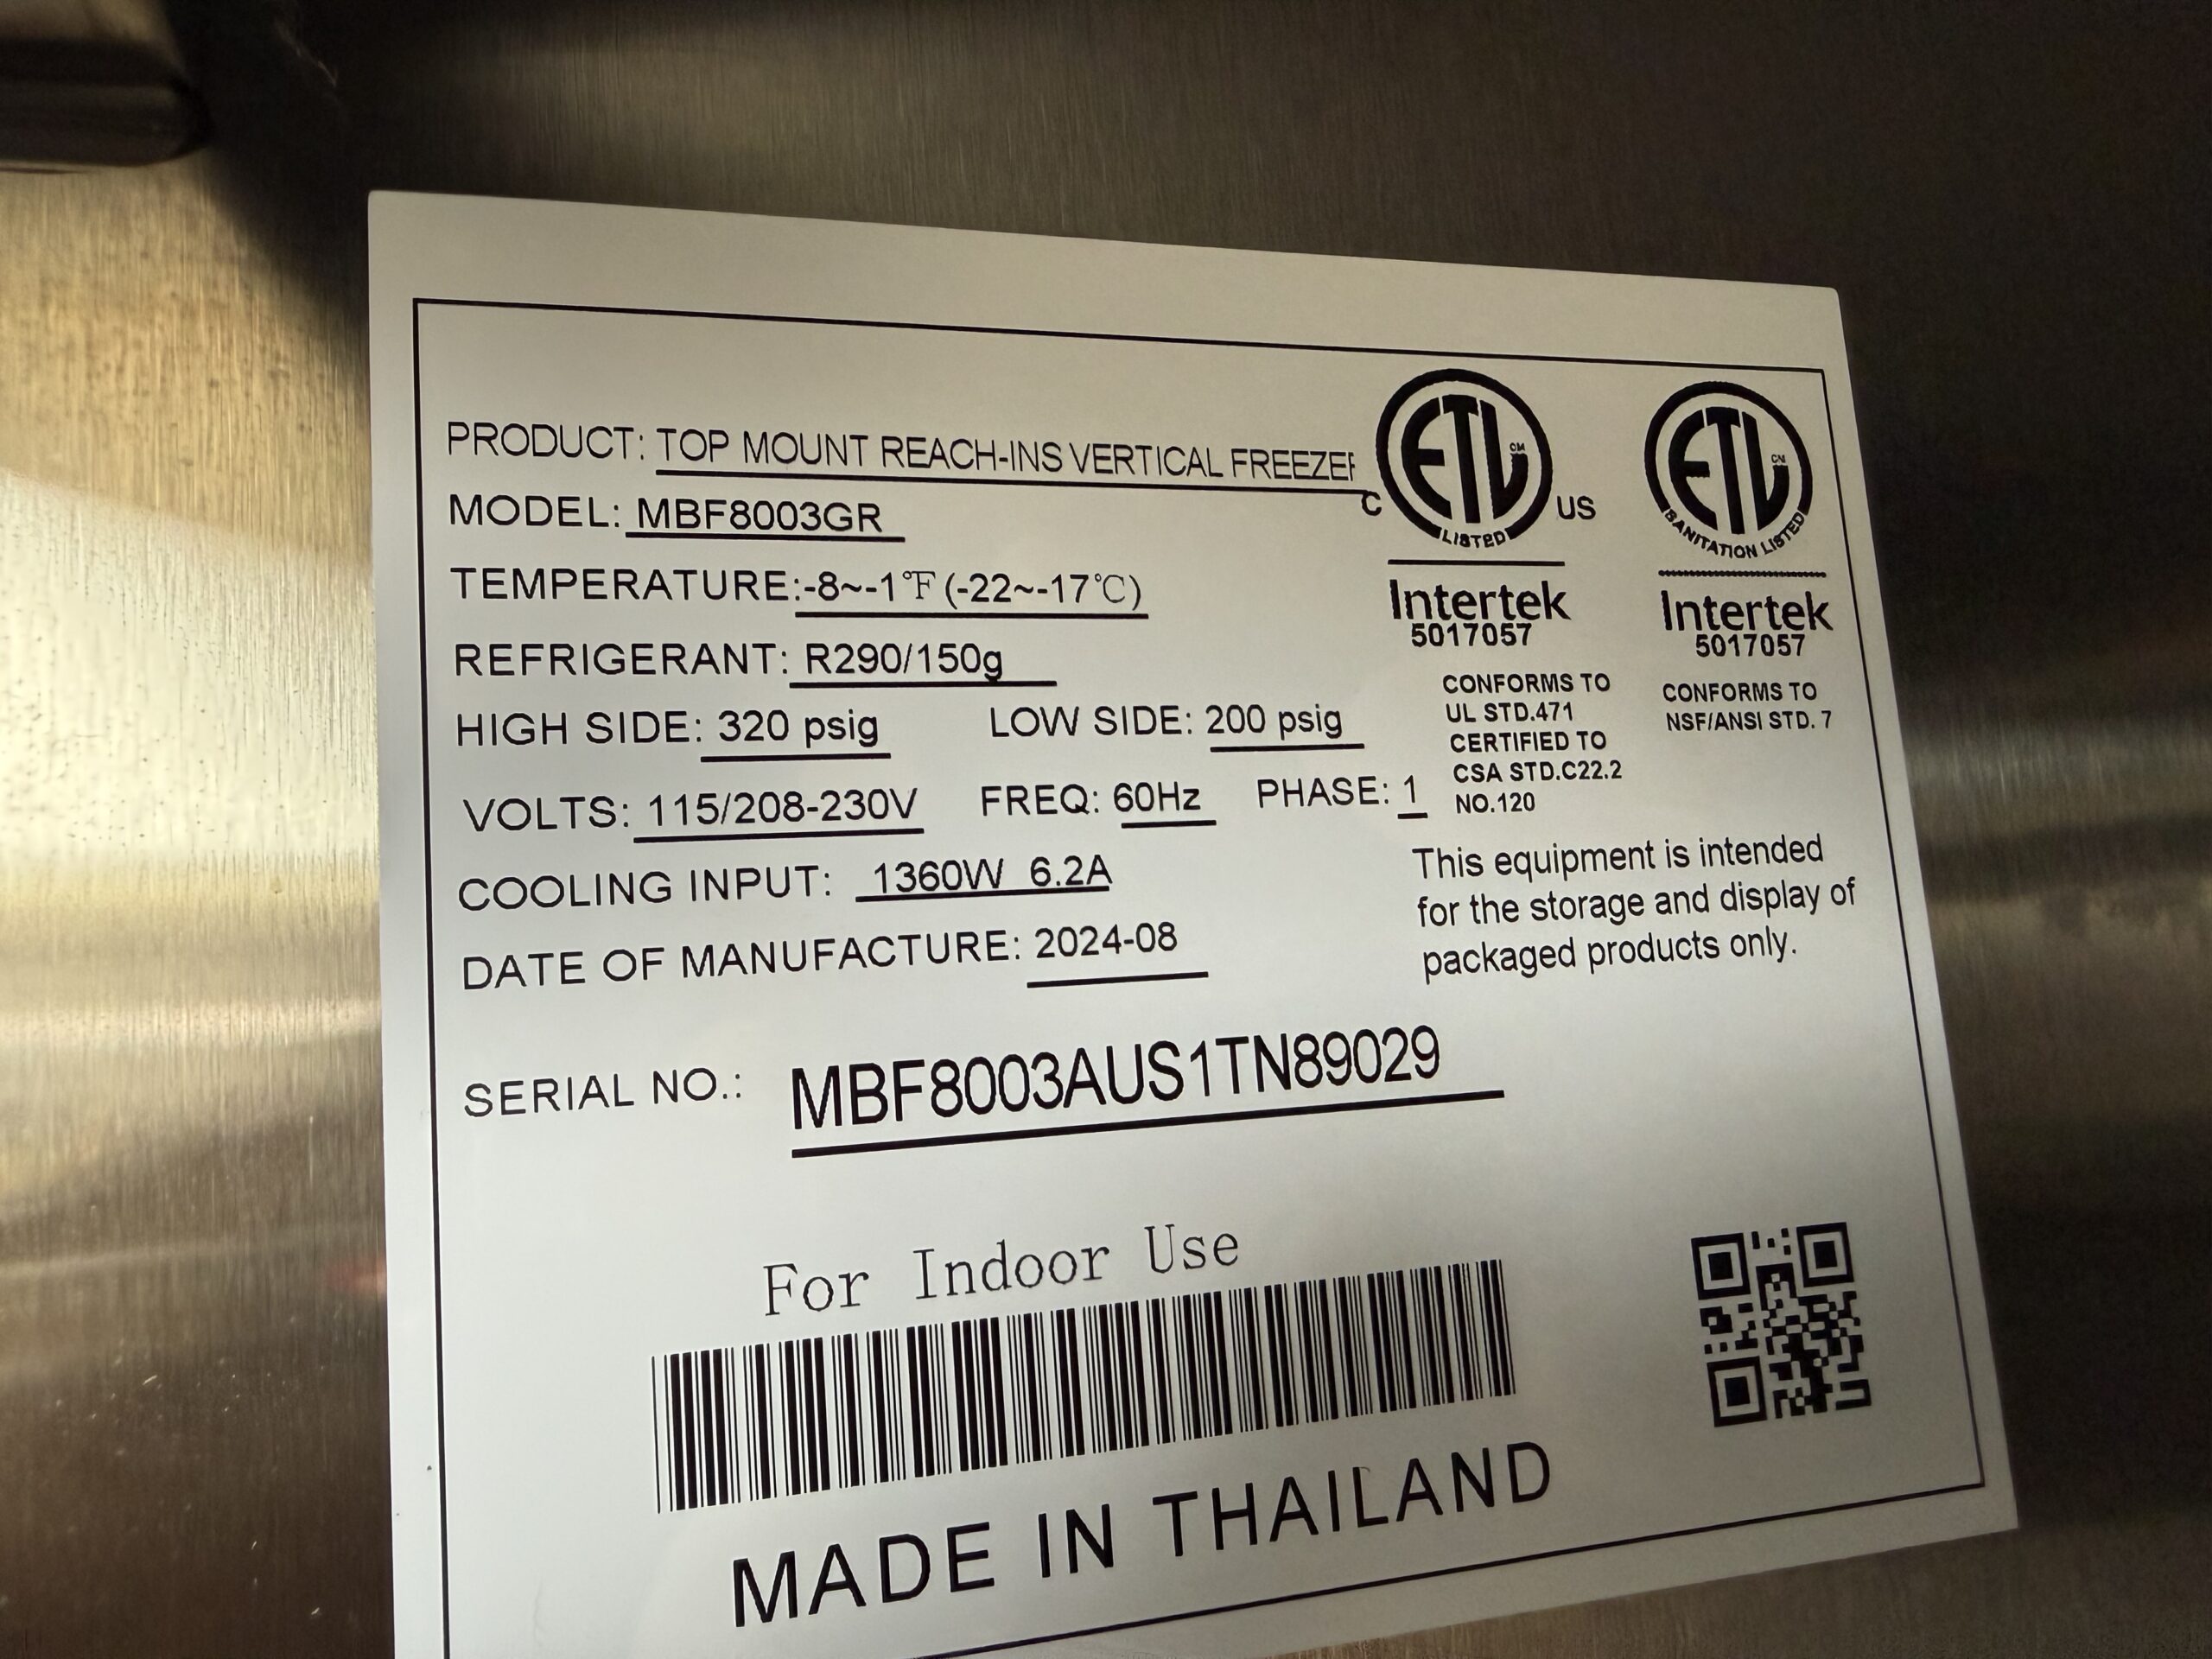 PRODUCT: TOP MOUNT REACH-INS VERTICAL FREEZER
MODEL: MBF8003GR
TEMPERATURE:-8~-1℉(-22~-17℃)
REFRIGERANT: R290/150g
HIGH SIDE: 320 psig LOW SIDE: 200 psig
VOLTS: 115/208-230V FREQ: 60Hz PHASE: 1
COOLING INPUT: 1360W 6.2A
DATE OF MANUFACTURE: 2024-08
SERIAL NO.: MBF8003AUS1TN89029
C ETL CM US
LISTED
Intertek
5017057
CONFORMS TO
UL STD.471
CERTIFIED TO
CSA STD.C22.2
NO.120
ETL CM
SANITATION LISTED
Intertek
5017057
CONFORMS TO
NSF/ANSI STD. 7
This equipment is intended
for the storage and display of
packaged products only.
For Indoor Use
MADE IN THAILAND